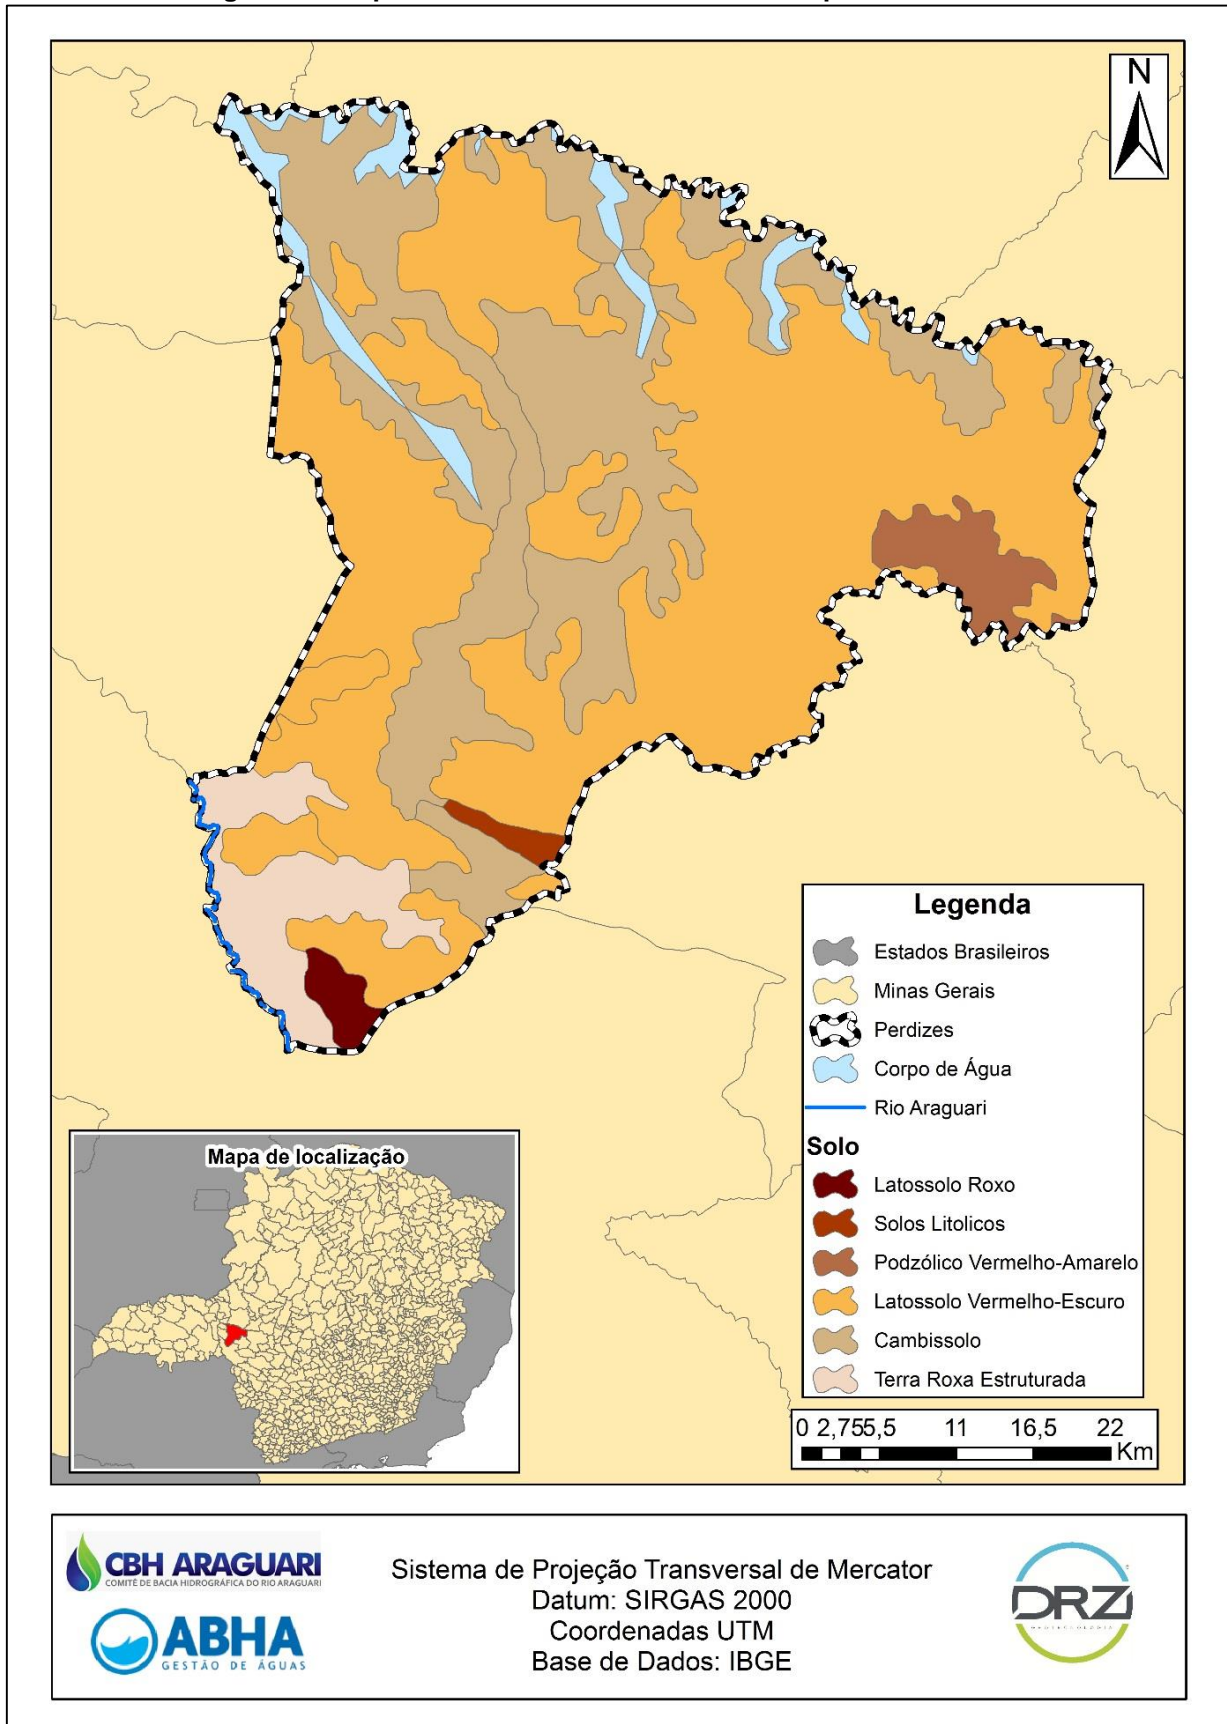 N
Legenda
Estados Brasileiros
Minas Gerais
Perdizes
Corpo de Água
Rio Araguari
Solo
Latossolo Roxo
Solos Litolicos
Podzólico Vermelho-Amarelo
Latossolo Vermelho-Escuro
Cambissolo
Terra Roxa Estruturada
0 2,755,5 11 16,5 22
Km
Mapa de localização
CBH ARAGUARI
COMITÊ DE BACIA HIDROGRÁFICA DO RIO ARAGUARI
ABHA
GESTÃO DE ÁGUAS
Sistema de Projeção Transversal de Mercator
Datum: SIRGAS 2000
Coordenadas UTM
Base de Dados: IBGE
DRZ